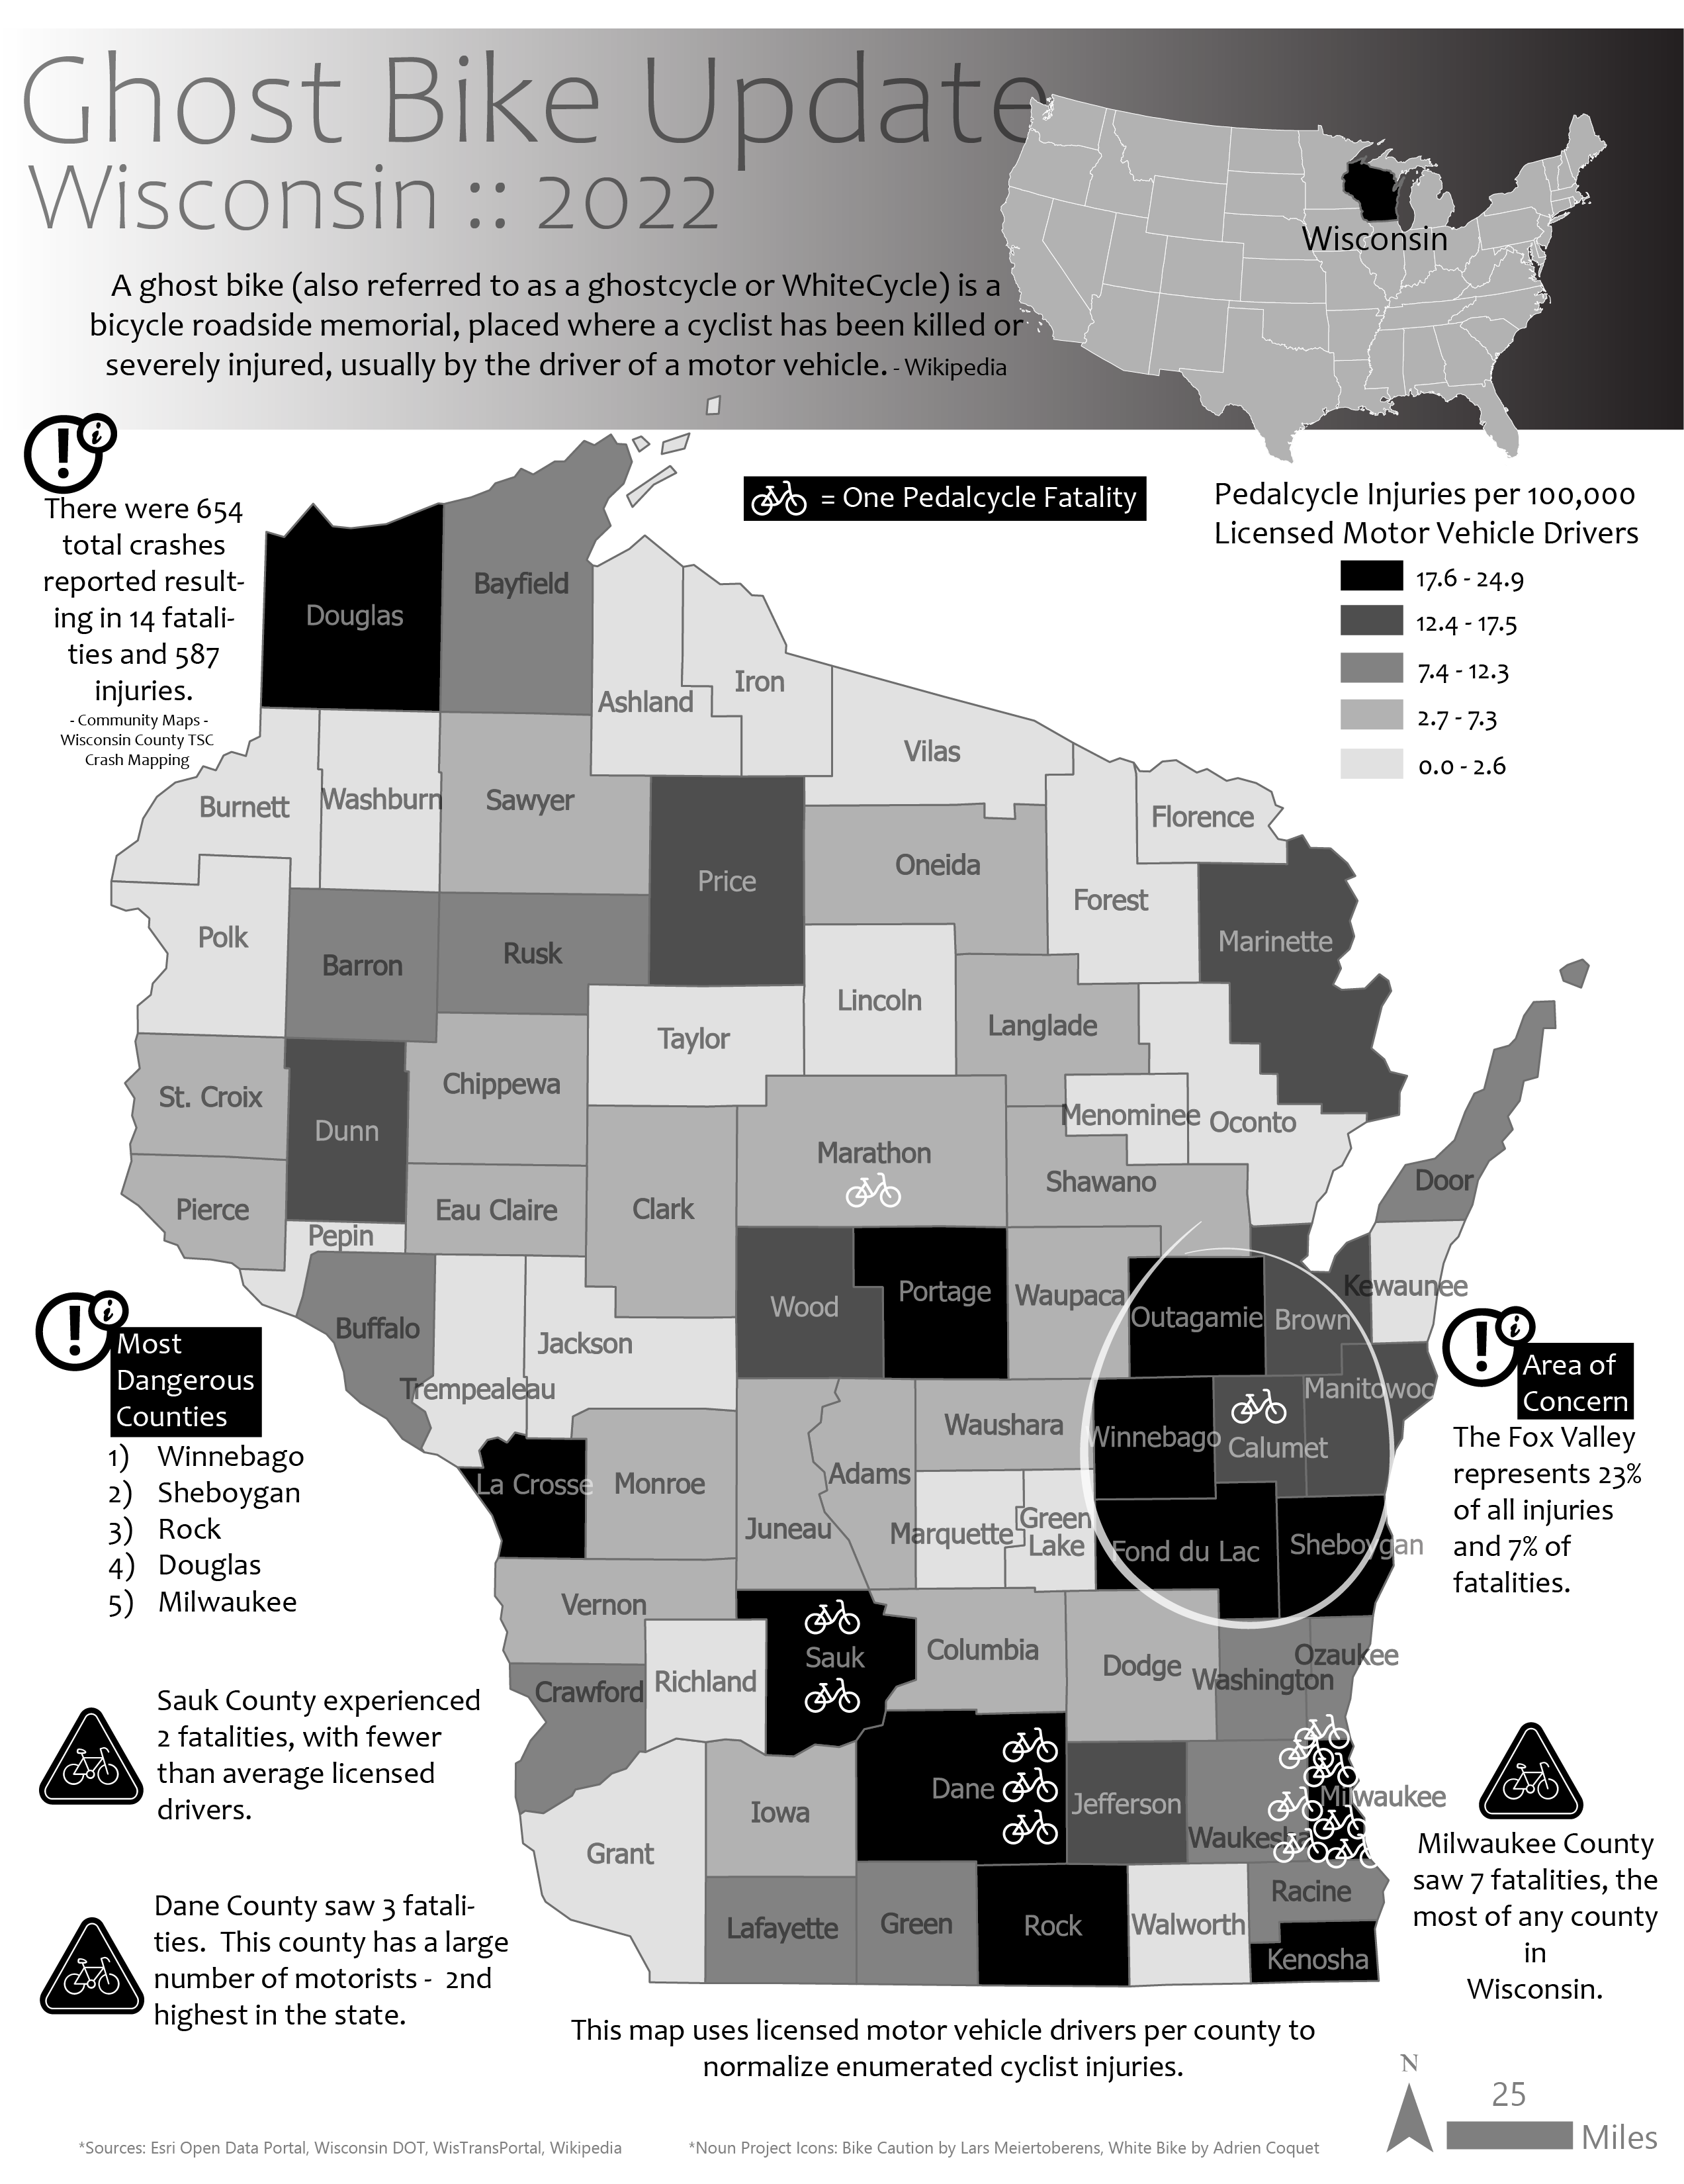 Ghost Bike Update
Wisconsin :: 2022
A ghost bike (also referred to as a ghostcycle or WhiteCycle) is a
bicycle roadside memorial, placed where a cyclist has been killed or
severely injured, usually by the driver of a motor vehicle. - Wikipedia
Wisconsin
There were 654
total crashes
reported result-
ing in 14 fatali-
ties and 587
injuries.
- Community Maps -
Wisconsin County TSC
Crash Mapping
= One Pedalcycle Fatality
Pedalcycle Injuries per 100,000
Licensed Motor Vehicle Drivers
17.6 - 24.9
12.4 - 17.5
7.4 - 12.3
2.7 - 7.3
0.0 - 2.6
Douglas
Bayfield
Ashland
Iron
Vilas
Burnett
Washburn
Sawyer
Price
Oneida
Florence
Forest
Marinette
Polk
Barron
Rusk
Lincoln
Langlade
Taylor
St. Croix
Dunn
Chippewa
Menominee
Oconto
Marathon
Shawano
Door
Pierce
Pepin
Eau Claire
Clark
Wood
Portage
Waupaca
Outagamie
Brown
Kewaunee
Buffalo
Trempealeau
Jackson
Waushara
Winnebago
Calumet
Manitowoc
La Crosse
Monroe
Juneau
Adams
Marquette
Green
Lake
Fond du Lac
Sheboygan
Vernon
Sauk
Columbia
Dodge
Washington
Ozaukee
Crawford
Richland
Dane
Jefferson
Waukesha
Milwaukee
Grant
Iowa
Lafayette
Green
Rock
Walworth
Racine
Kenosha
Most
Dangerous
Counties
1) Winnebago
2) Sheboygan
3) Rock
4) Douglas
5) Milwaukee
Area of
Concern
The Fox Valley
represents 23%
of all injuries
and 7% of
fatalities.
Sauk County experienced
2 fatalities, with fewer
than average licensed
drivers.
Dane County saw 3 fatali-
ties. This county has a large
number of motorists - 2nd
highest in the state.
Milwaukee County
saw 7 fatalities, the
most of any county
in
Wisconsin.
This map uses licensed motor vehicle drivers per county to
normalize enumerated cyclist injuries.
N
25
Miles
*Sources: Esri Open Data Portal, Wisconsin DOT, WisTransPortal, Wikipedia
*Noun Project Icons: Bike Caution by Lars Meiertoberens, White Bike by Adrien Coquet